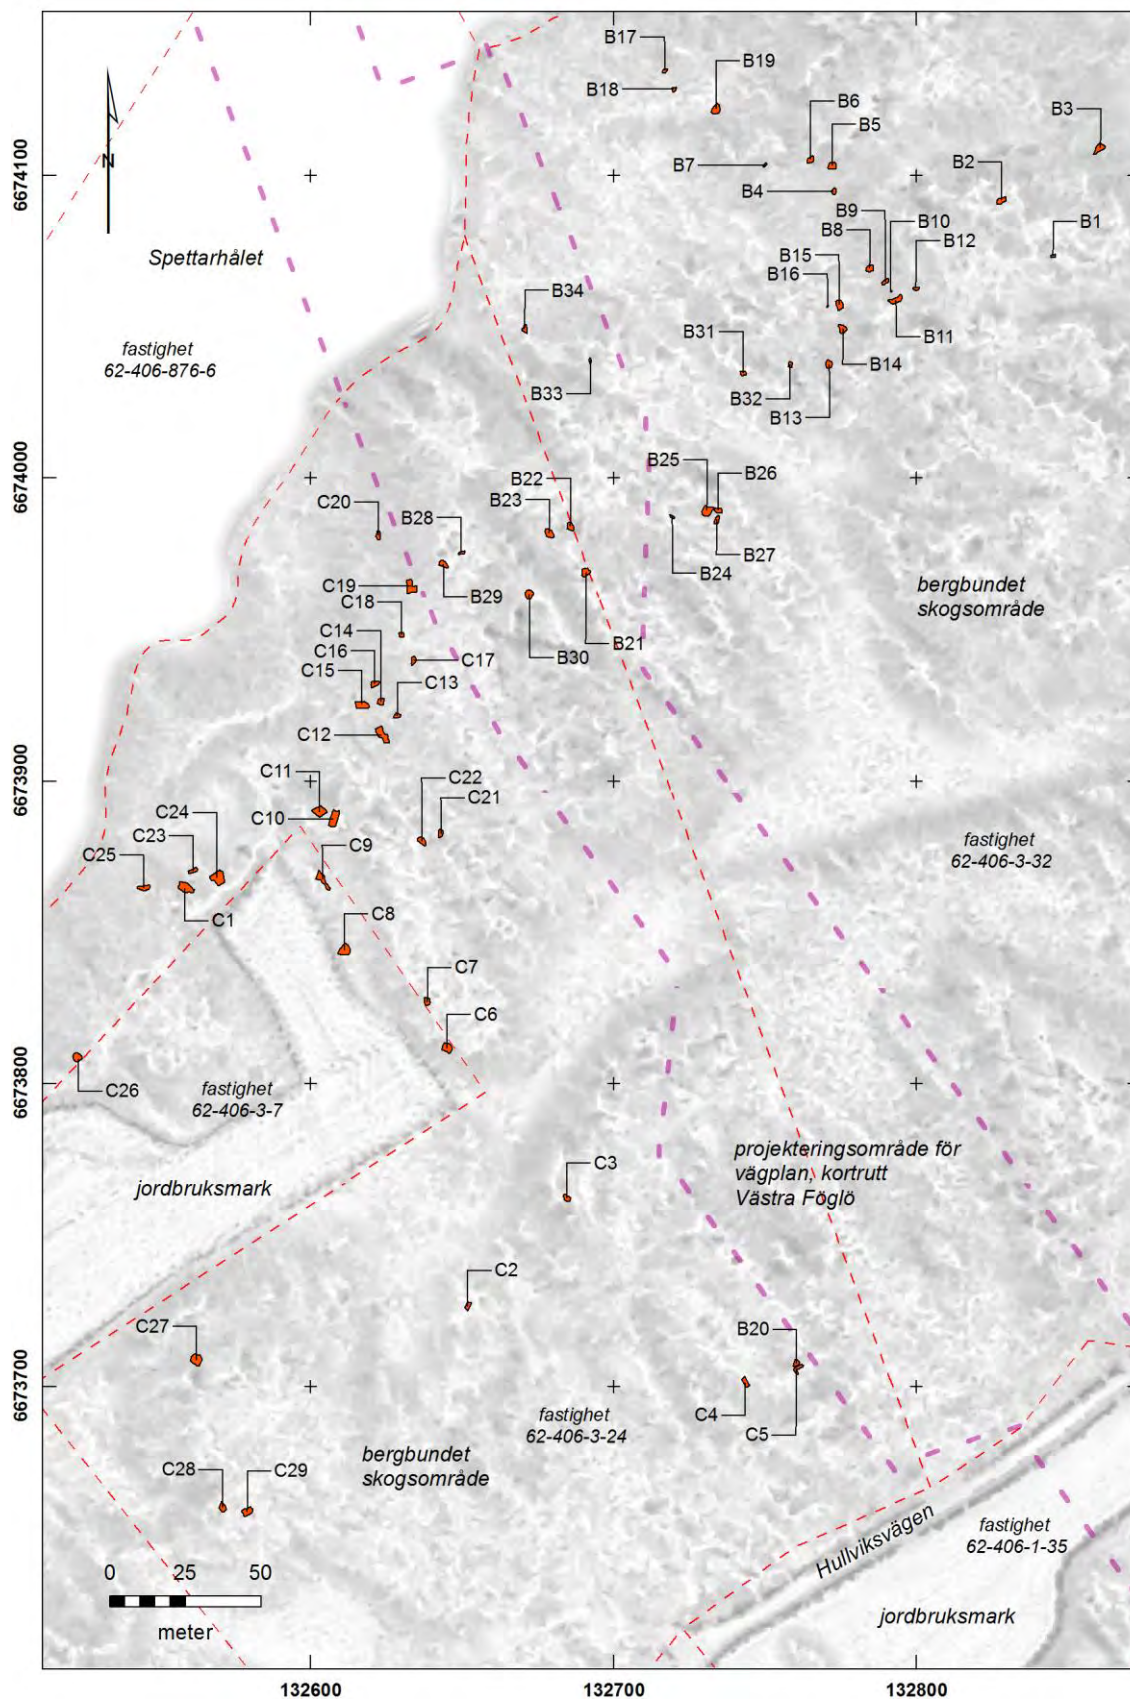 B17
B19
B18
B6
B5
B3
B7
B2
N
6674100
B4
B9
B10
B1
B8
B12
Spettarhålet
B15
B16
B34
B31
B11
fastighet
62-406-876-6
B14
B33
B32
B13
B25
B26
6674000
B22
C20
B23
B28
B27
B24
C19
bergbundet
skogsområde
C18
B29
C14
B21
C16
B30
C17
C15
C13
C12
6673900
C22
C11
C21
C24
C10
C23
C9
fastighet
62-406-3-32
C25
C1
C8
C7
C6
6673800
C26
fastighet
62-406-3-7
projekteringsområde för
vägplan, kortrutt
Västra Föglö
C3
jordbruksmark
C2
C27
B20
6673700
C4
fastighet
62-406-3-24
C5
bergbundet
skogsområde
C28
C29
Hullviksvägen
fastighet
62-406-1-35
0 25 50
jordbruksmark
meter
132600 132700 132800